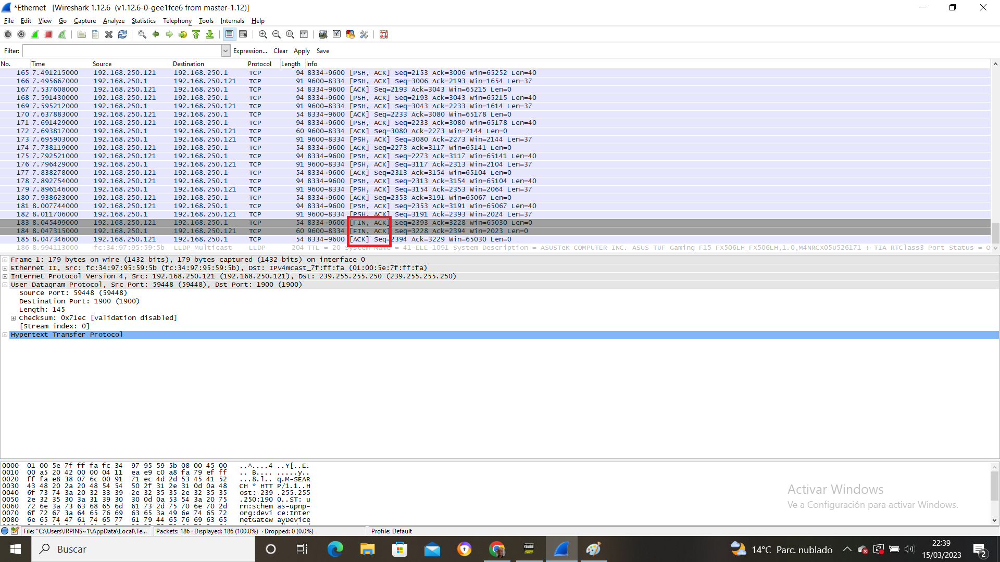 *Ethernet [Wireshark 1.12.6 (v1.12.6-0-gee1fce6 from master-1.12)]
File Edit View Go Capture Analyze Statistics Telephony Tools Internals Help
Filter: Expression... Clear Apply Save
No. Time Source Destination Protocol Length Info
165 7.491215000 192.168.250.121 192.168.250.1 TCP 94 8334→9600 [PSH, ACK] Seq=2153 Ack=3006 Win=65252 Len=40
166 7.495667000 192.168.250.1 192.168.250.121 TCP 91 9600→8334 [PSH, ACK] Seq=3006 Ack=2193 Win=1654 Len=37
167 7.537608000 192.168.250.121 192.168.250.1 TCP 54 8334→9600 [ACK] Seq=2193 Ack=3043 Win=65215 Len=0
168 7.591430000 192.168.250.121 192.168.250.1 TCP 94 8334→9600 [PSH, ACK] Seq=2193 Ack=3043 Win=65215 Len=40
169 7.595212000 192.168.250.1 192.168.250.121 TCP 91 9600→8334 [PSH, ACK] Seq=3043 Ack=2233 Win=1614 Len=37
170 7.637883000 192.168.250.121 192.168.250.1 TCP 54 8334→9600 [ACK] Seq=2233 Ack=3080 Win=65178 Len=0
171 7.691429000 192.168.250.121 192.168.250.1 TCP 94 8334→9600 [PSH, ACK] Seq=2233 Ack=3080 Win=65178 Len=40
172 7.693817000 192.168.250.1 192.168.250.121 TCP 60 9600→8334 [ACK] Seq=3080 Ack=2273 Win=2144 Len=0
173 7.695903000 192.168.250.1 192.168.250.121 TCP 91 9600→8334 [PSH, ACK] Seq=3080 Ack=2273 Win=2144 Len=37
174 7.738119000 192.168.250.121 192.168.250.1 TCP 54 8334→9600 [ACK] Seq=2273 Ack=3117 Win=65141 Len=0
175 7.792521000 192.168.250.121 192.168.250.1 TCP 94 8334→9600 [PSH, ACK] Seq=2273 Ack=3117 Win=65141 Len=40
176 7.796429000 192.168.250.1 192.168.250.121 TCP 91 9600→8334 [PSH, ACK] Seq=3117 Ack=2313 Win=2104 Len=37
177 7.838278000 192.168.250.121 192.168.250.1 TCP 54 8334→9600 [ACK] Seq=2313 Ack=3154 Win=65104 Len=0
178 7.892754000 192.168.250.121 192.168.250.1 TCP 94 8334→9600 [PSH, ACK] Seq=2313 Ack=3154 Win=65104 Len=40
179 7.896146000 192.168.250.1 192.168.250.121 TCP 91 9600→8334 [PSH, ACK] Seq=3154 Ack=2353 Win=2064 Len=37
180 7.938623000 192.168.250.121 192.168.250.1 TCP 54 8334→9600 [ACK] Seq=2353 Ack=3191 Win=65067 Len=0
181 8.007744000 192.168.250.121 192.168.250.1 TCP 94 8334→9600 [PSH, ACK] Seq=2353 Ack=3191 Win=65067 Len=40
182 8.011706000 192.168.250.1 192.168.250.121 TCP 91 9600→8334 [PSH, ACK] Seq=3191 Ack=2393 Win=2024 Len=37
183 8.045499000 192.168.250.121 192.168.250.1 TCP 54 8334→9600 [FIN, ACK] Seq=2393 Ack=3228 Win=65030 Len=0
184 8.047315000 192.168.250.1 192.168.250.121 TCP 60 9600→8334 [FIN, ACK] Seq=3228 Ack=2394 Win=2023 Len=0
185 8.047346000 192.168.250.121 192.168.250.1 TCP 54 8334→9600 [ACK] Seq=2394 Ack=3229 Win=65030 Len=0
186 8.994113000 fc:34:97:95:59:5b LLDP_Multicast LLDP 204 TTL = 20 System Name = 41-ELE-1091 System Description = ASUSTeK COMPUTER INC. ASUS TUF Gaming F15 FX506LH_FX506LH,1.0,M4NRCX05U526171 + TIA RTClass3 Port Status = O
Frame 1: 179 bytes on wire (1432 bits), 179 bytes captured (1432 bits) on interface 0
Ethernet II, Src: fc:34:97:95:59:5b (fc:34:97:95:59:5b), Dst: IPv4mcast_7f:ff:fa (01:00:5e:7f:ff:fa)
Internet Protocol Version 4, Src: 192.168.250.121 (192.168.250.121), Dst: 239.255.255.250 (239.255.255.250)
User Datagram Protocol, Src Port: 59448 (59448), Dst Port: 1900 (1900)
Source Port: 59448 (59448)
Destination Port: 1900 (1900)
Length: 145
Checksum: 0x71ec [validation disabled]
[Stream index: 0]
Hypertext Transfer Protocol
0000 01 00 5e 7f ff fa fc 34 97 95 59 5b 08 00 45 00 ..^....4 ..Y[..E.
0010 00 a5 20 42 00 00 04 11 ea e9 c0 a8 fa 79 ef ff .. B.... .....y..
0020 ff fa e8 38 07 6c 00 91 71 ec 4d 2d 53 45 41 52 ...8.l.. q.M-SEAR
0030 43 48 20 2a 20 48 54 54 50 2f 31 2e 31 0d 0a 48 CH * HTT P/1.1..H
0040 6f 73 74 3a 20 32 33 39 2e 32 35 35 2e 32 35 35 ost: 239 .255.255
0050 2e 32 35 30 3a 31 39 30 30 0d 0a 53 54 3a 20 75 .250:190 0..ST: u
0060 72 6e 3a 73 63 68 65 6d 61 73 2d 75 70 6e 70 2d rn:schem as-upnp-
0070 6f 72 67 3a 64 65 76 69 63 65 3a 49 6e 74 65 72 org:devi ce:Inter
0080 6e 65 74 47 61 74 65 77 61 79 44 65 76 69 63 65 netGatew ayDevice
Activar Windows
Ve a Configuración para activar Windows.
File: "C:\Users\IRPINS~1\AppData\Local\Te... Packets: 186 · Displayed: 186 (100.0%) · Dropped: 0 (0.0%) Profile: Default
Buscar
14°C Parc. nublado
22:39
15/03/2023
2